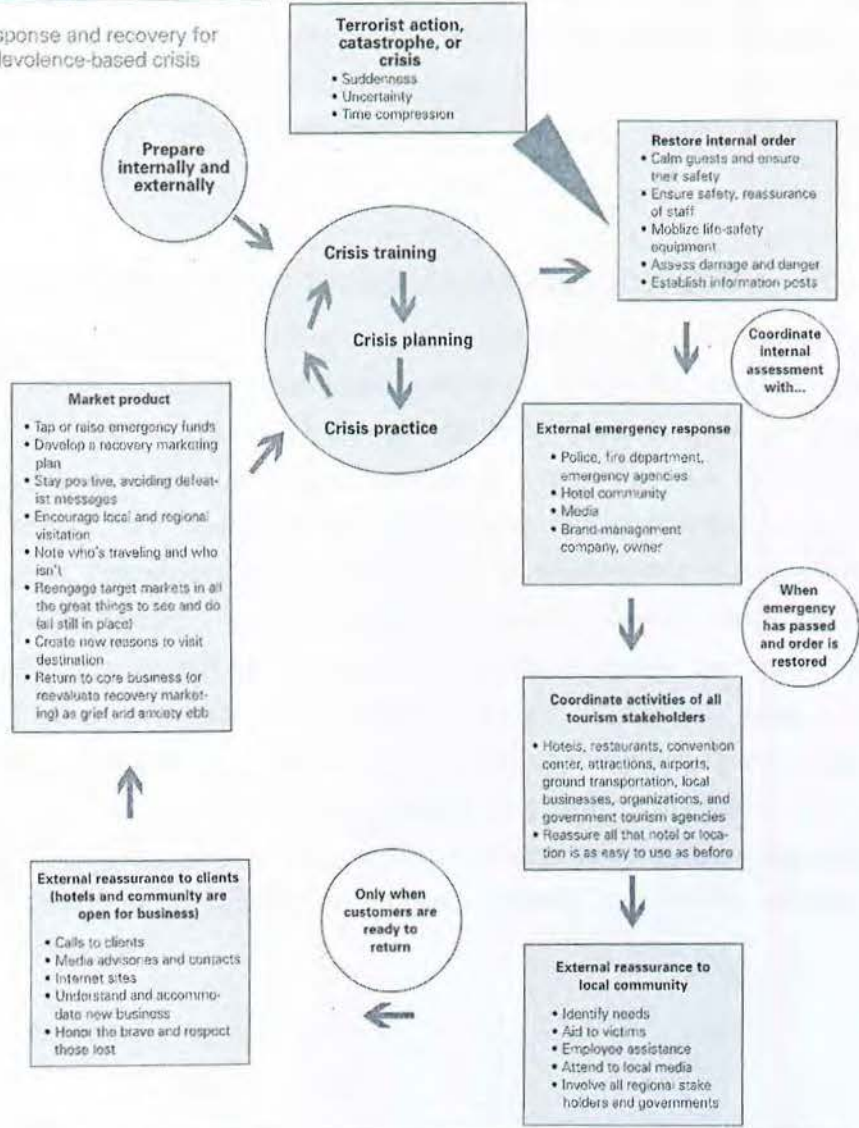 sponse and recovery for
levolence-based crisis
Terrorist action,
catastrophe, or
crisis
• Suddenness
• Uncertainty
• Time compression
Prepare
internally and
externally
Restore internal order
• Calm guests and ensure
their safety
• Ensure safety, reassurance
of staff
• Moblize life-safety
equipment
• Assess damage and danger
• Establish information posts
Crisis training
Crisis planning
Crisis practice
Coordinate
internal
assessment
with...
External emergency response
• Police, fire department,
emergency agencies
• Hotel community
• Media
• Brand-management
company, owner
When
emergency
has passed
and order is
restored
Coordinate activities of all
tourism stakeholders
• Hotels, restaurants, convention
center, attractions, airports,
ground transportation, local
businesses, organizations, and
government tourism agencies
• Reassure all that hotel or loca-
tion is as easy to use as before
External reassurance to
local community
• Identify needs
• Aid to victims
• Employee assistance
• Attend to local media
• Involve all regional stake
holders and governments
Only when
customers are
ready to
return
External reassurance to clients
(hotels and community are
open for business)
• Calls to clients
• Media advisories and contacts
• Internet sites
• Understand and accommo-
date new business
• Honor the brave and respect
those lost
Market product
• Tap or raise emergency funds
• Develop a recovery marketing
plan
• Stay positive, avoiding defeat-
ist messages
• Encourage local and regional
visitation
• Note who's traveling and who
isn't
• Reengage target markets in all
the great things to see and do
(all still in place)
• Create new reasons to visit
destination
• Return to core business (or
reevaluate recovery market-
ing) as grief and anxiety ebb